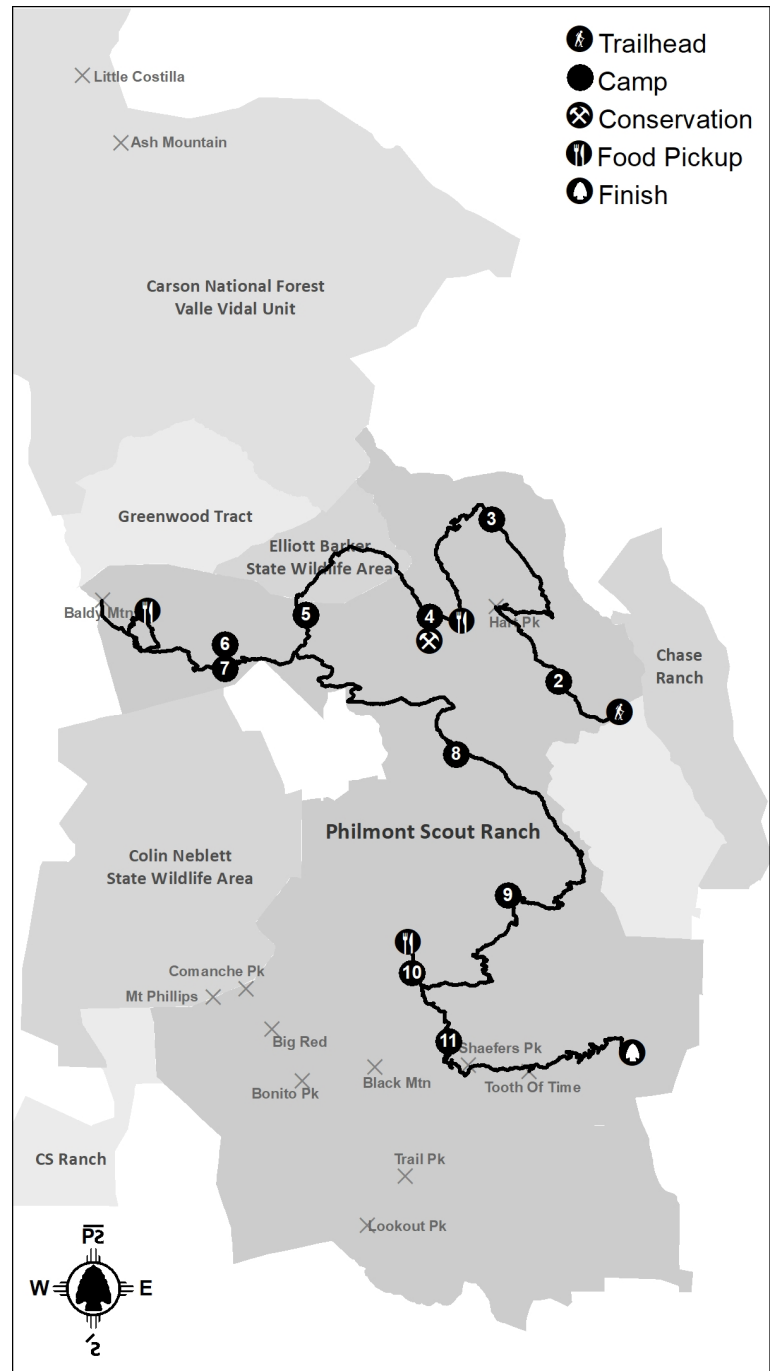 Trailhead
Camp
Conservation
Food Pickup
Finish
Little Costilla
Ash Mountain
Carson National Forest
Valle Vidal Unit
Greenwood Tract
Elliott Barker
State Wildlife Area
3
Baldy Mtn
5
4
Hart Pk
6
7
2
Chase
Ranch
8
Philmont Scout Ranch
Colin Neblett
State Wildlife Area
9
10
Comanche Pk
Mt Phillips
Big Red
11
Shaefers Pk
Black Mtn
Tooth Of Time
Bonito Pk
CS Ranch
Trail Pk
Lookout Pk
W
E